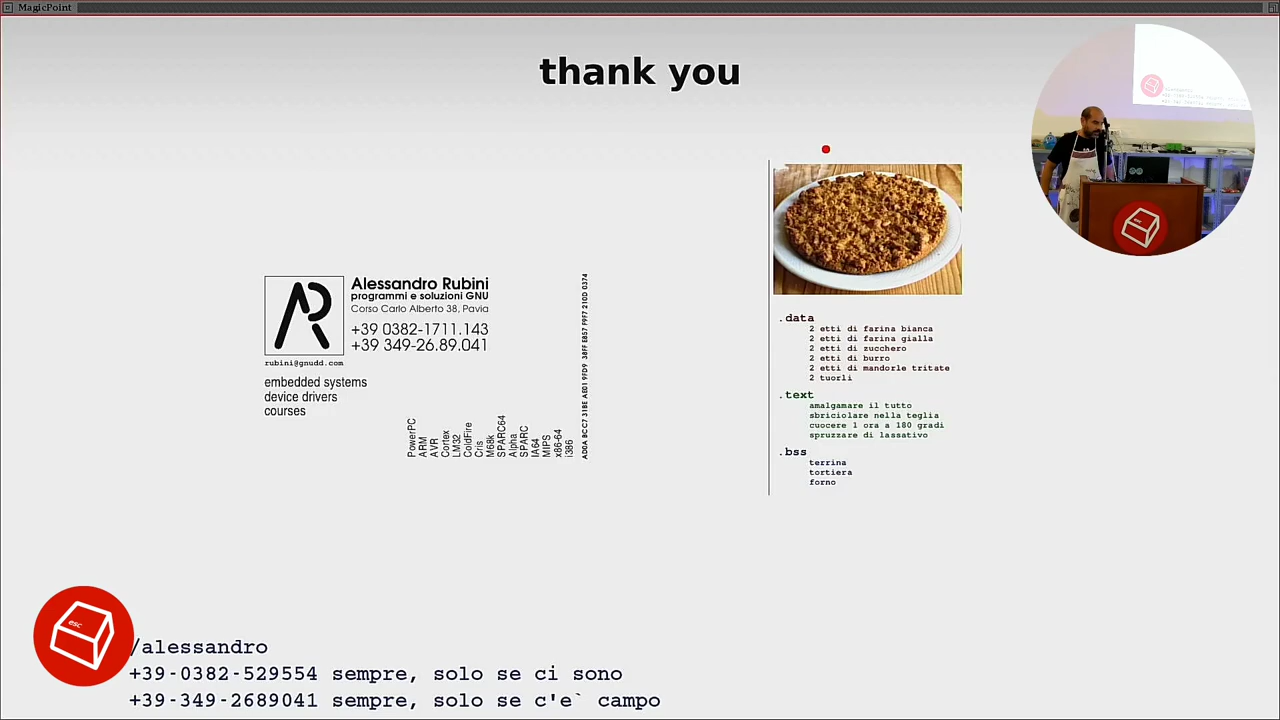 MagicPoint
thank you
Alessandro Rubini
programmi e soluzioni GNU
Corso Carlo Alberto 38, Pavia
+39 0382-1711.143
+39 349-26.89.041
rubini@gnudd.com
embedded systems
device drivers
courses
PowerPC
ARM
AVR
Cortex
LM32
ColdFire
Cris
M68k
SPARC64
Alpha
SPARC
IA64
MIPS
x86-64
i386
.data
2 etti di farina bianca
2 etti di farina gialla
2 etti di zucchero
2 etti di burro
2 etti di mandorle tritate
2 tuorli
.text
amalgamare il tutto
sbriciolare nella teglia
cuocere 1 ora a 180 gradi
spruzzare di lassativo
.bss
terrina
tortiera
forno
esc
/alessandro
+39-0382-529554 sempre, solo se ci sono
+39-349-2689041 sempre, solo se c'e` campo